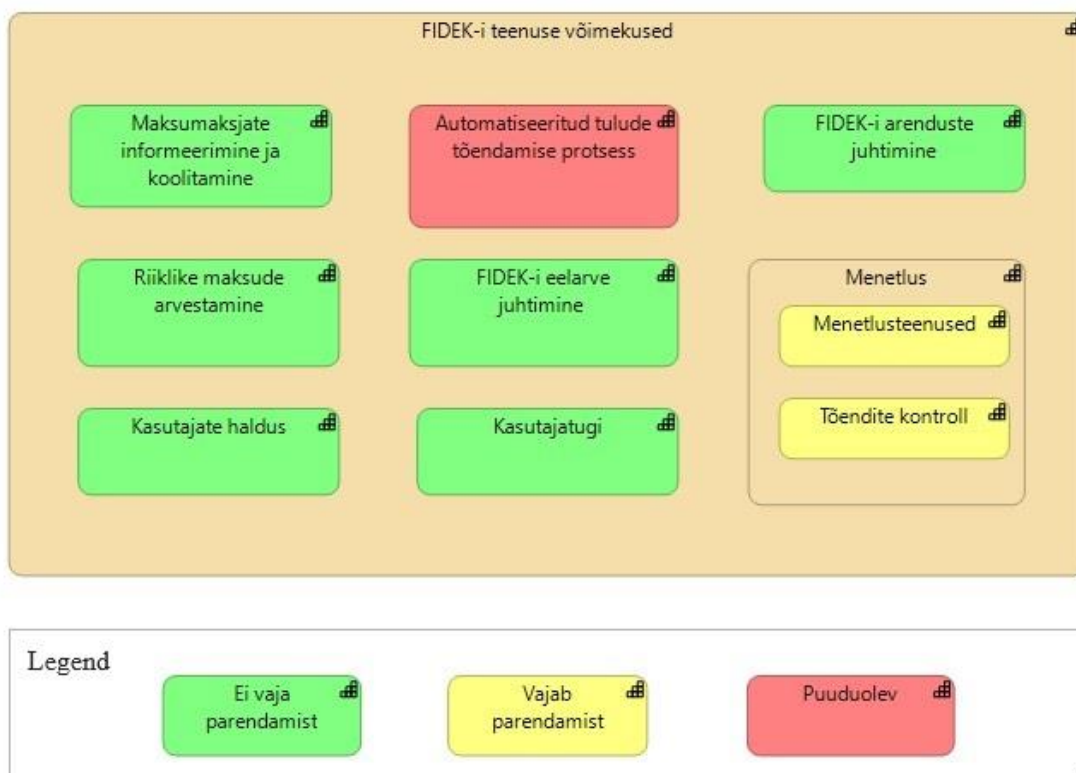 FIDEK-i teenuse võimekused
Maksumaksjate
informeerimine ja
koolitamine
Automatiseeritud tulude
tõendamise protsess
FIDEK-i arenduste
juhtimine
Riiklike maksude
arvestamine
FIDEK-i eelarve
juhtimine
Menetlus
Menetlusteenused
Tõendite kontroll
Kasutajate haldus
Kasutajatugi
Legend
Ei vaja
parendamist
Vajab
parendamist
Puuduolev